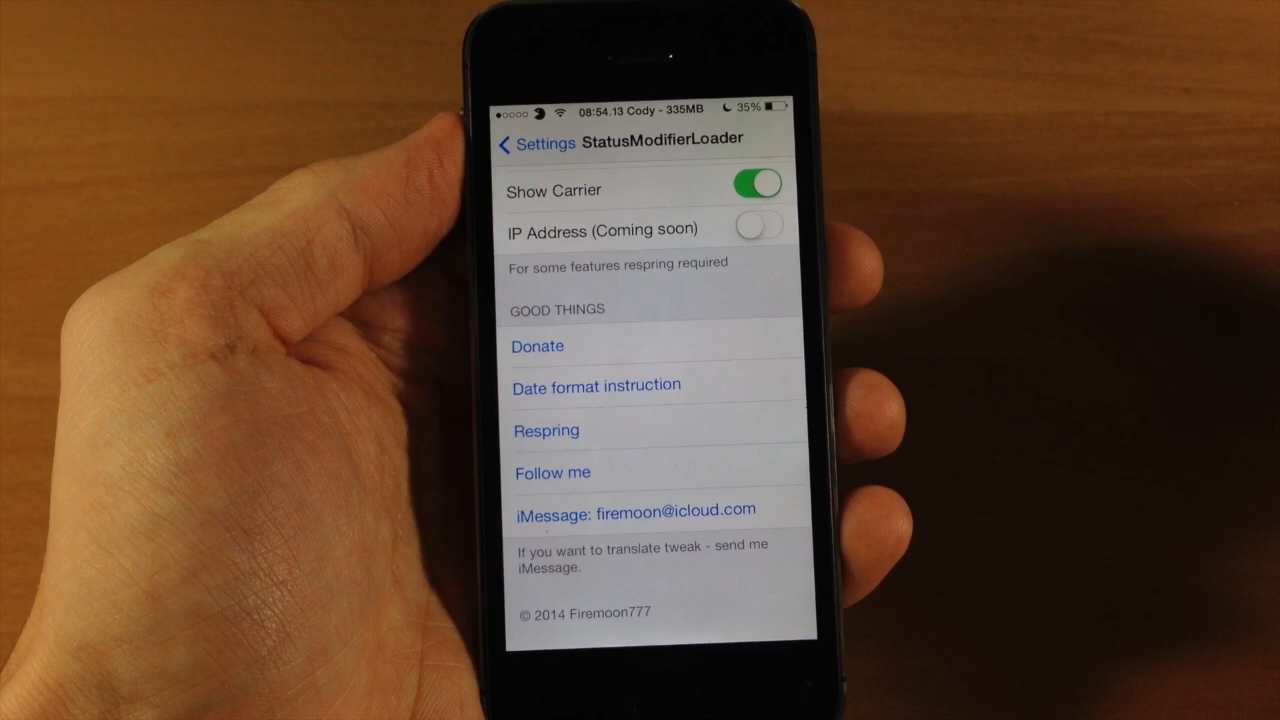 08:54.13 Cody - 335MB 35%
Settings StatusModifierLoader
Show Carrier
IP Address (Coming soon)
For some features respring required
GOOD THINGS
Donate
Date format instruction
Respring
Follow me
iMessage: firemoon@icloud.com
If you want to translate tweak - send me
iMessage.
© 2014 Firemoon777